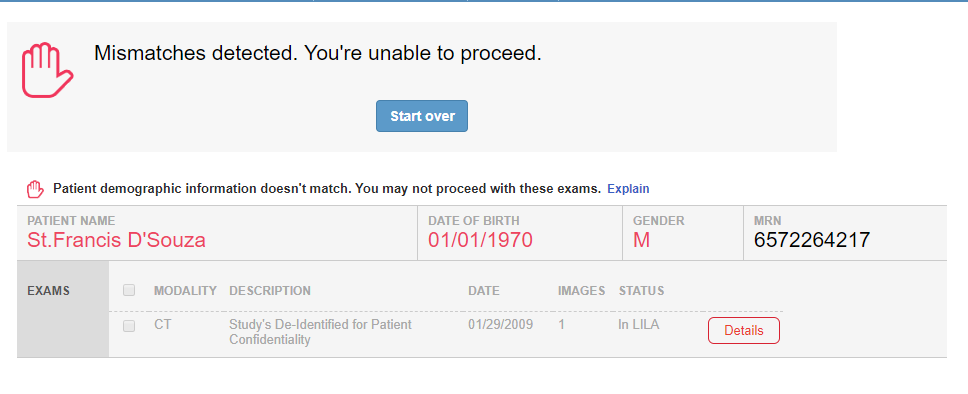 Mismatches detected. You're unable to proceed.
Start over
Patient demographic information doesn't match. You may not proceed with these exams. Explain
PATIENT NAME DATE OF BIRTH GENDER MRN
St.Francis D'Souza 01/01/1970 M 6572264217
EXAMS MODALITY DESCRIPTION DATE IMAGES STATUS
CT Study's De-Identified for Patient 01/29/2009 1 In LILA Details
Confidentiality